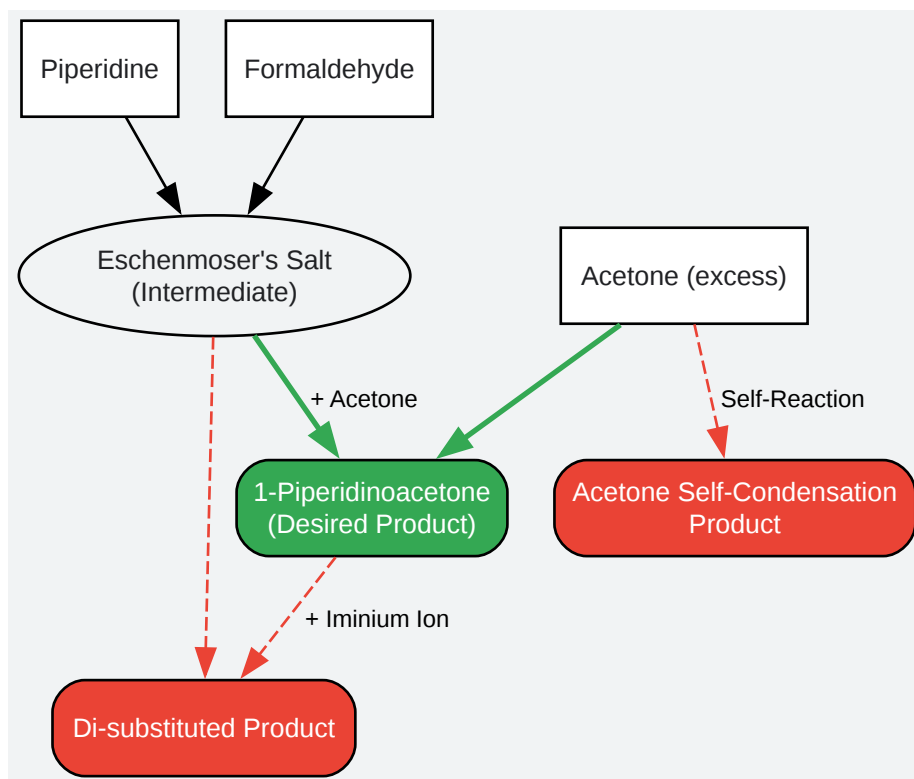 Piperidine
Formaldehyde
Eschenmoser's Salt
(Intermediate)
Acetone (excess)
+ Acetone
Self-Reaction
1-Piperidinoacetone
(Desired Product)
Acetone Self-Condensation
Product
+ Iminium Ion
Di-substituted Product